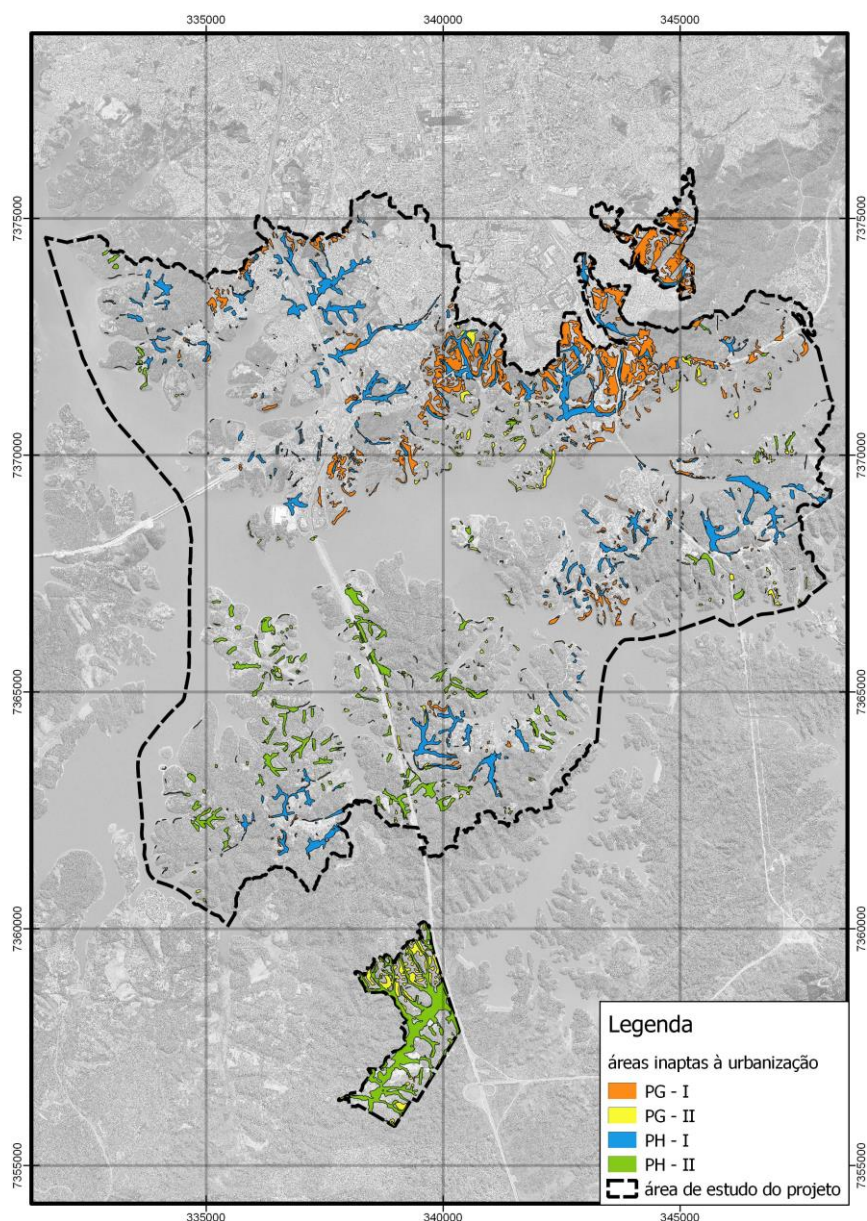 335000 340000 345000
7375000 7375000
7370000 7370000
7365000 7365000
7360000 7360000
7355000 7355000
Legenda
áreas inaptas à urbanização
PG - I
PG - II
PH - I
PH - II
área de estudo do projeto
335000 340000 345000